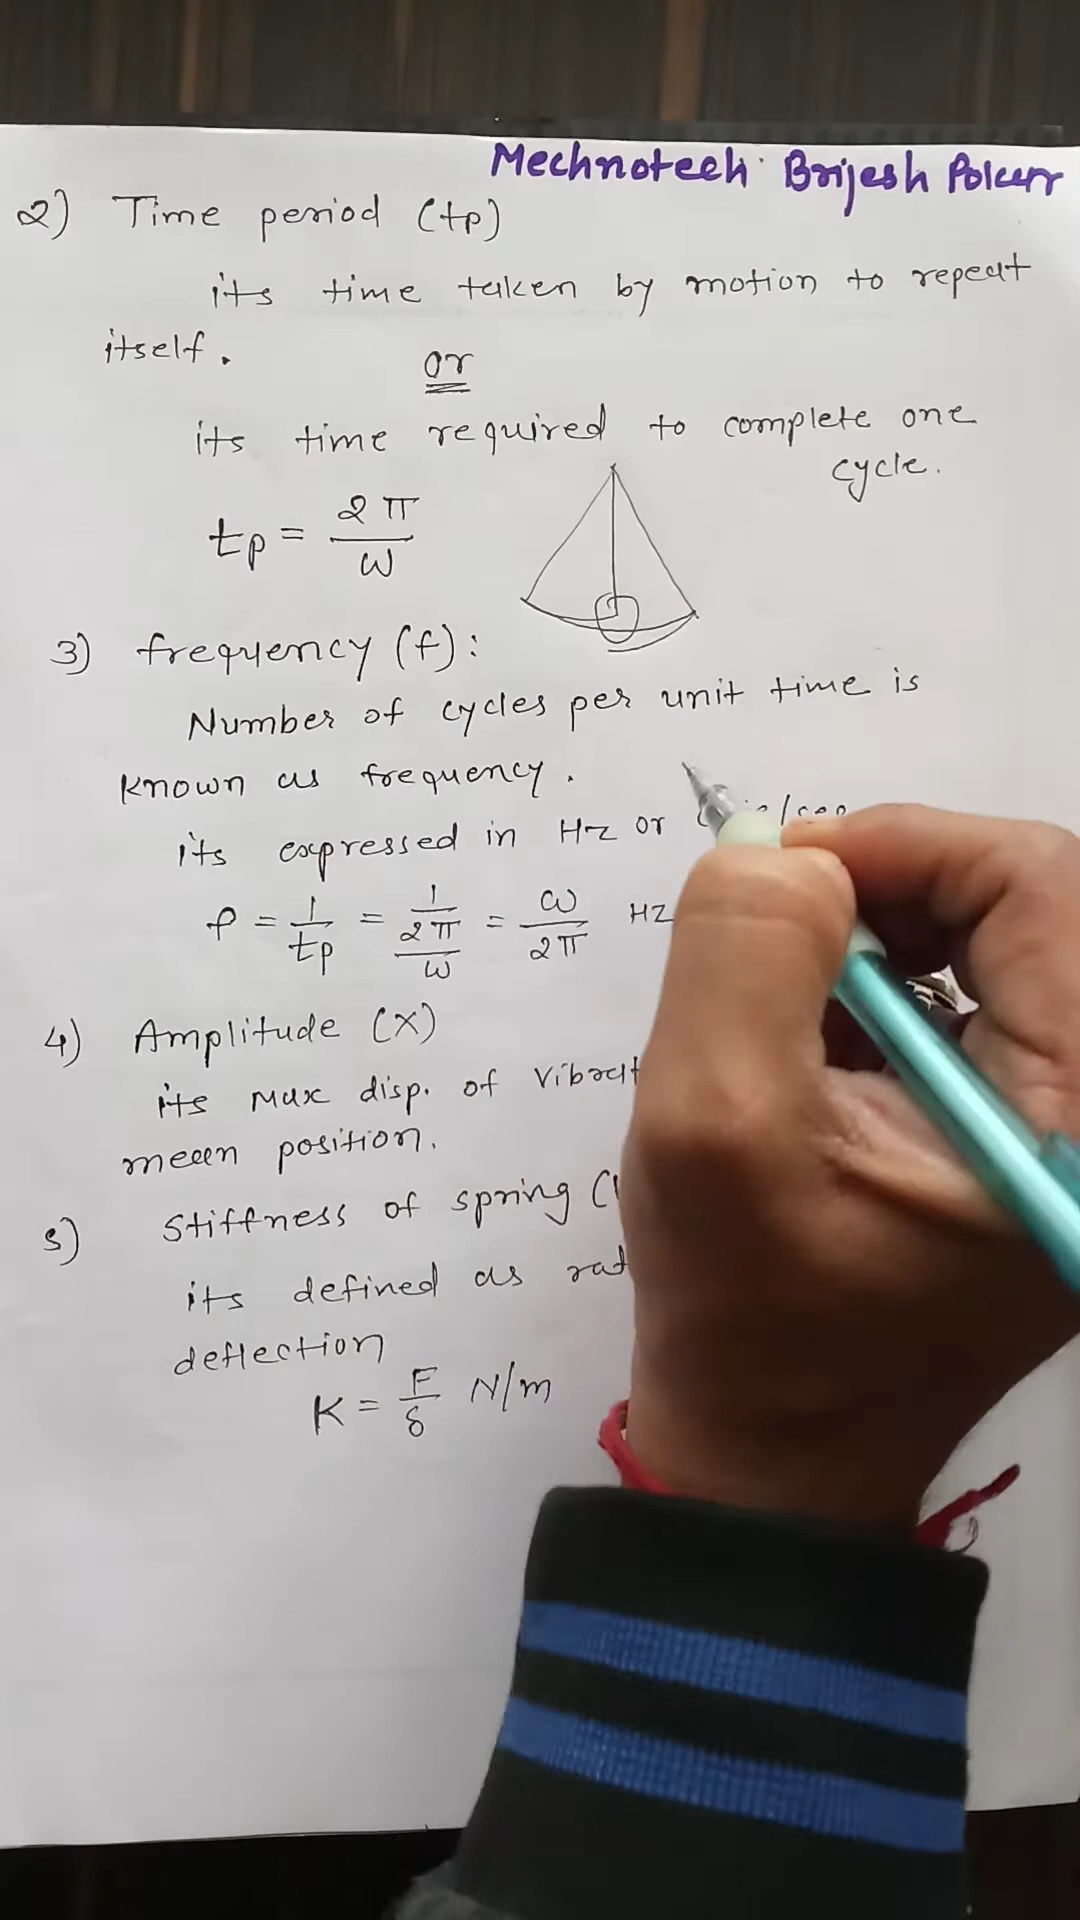 Mechnotech Brijesh
2) Time period (tp)
its time taken by motion to repeat
itself.
or
its time required to complete one
cycle.
tp = 2π/ω
3) frequency (f):
Number of cycles per unit time is
known as frequency.
its expressed in Hz or
f = 1/tp = 1/(2π/ω) = ω/2π HZ
4) Amplitude (X)
its max disp. of
mean position.
5) Stiffness of spring
its defined as
deflection
K = F/δ N/m